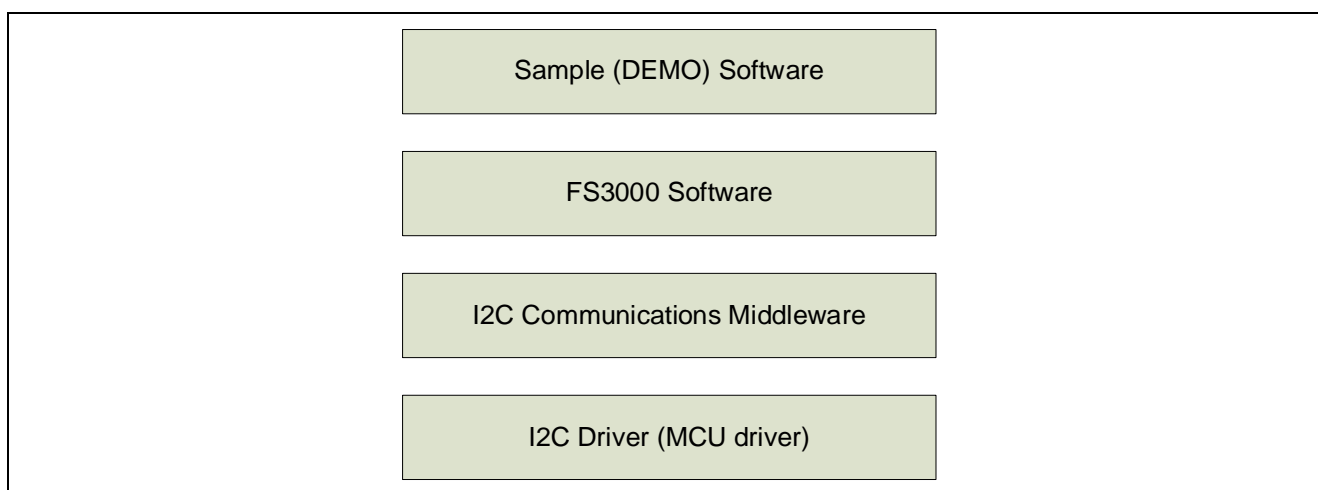 Sample (DEMO) Software
FS3000 Software
I2C Communications Middleware
I2C Driver (MCU driver)